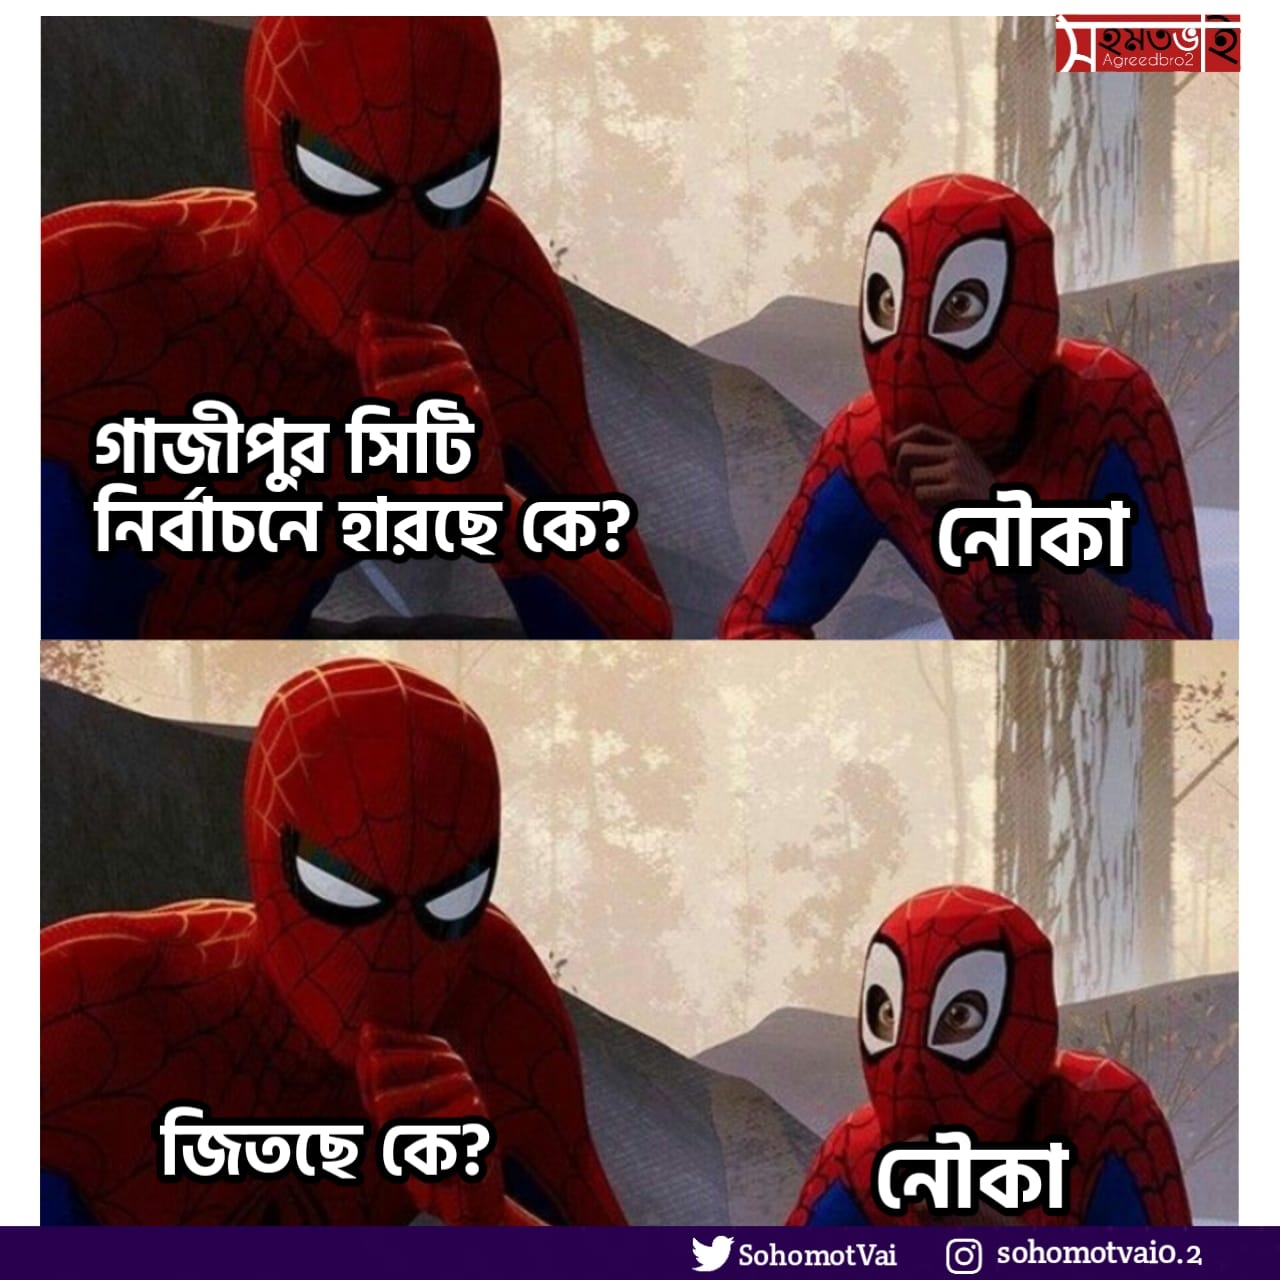 সহমতভাই
Agreedbro2
গাজীপুর সিটি
নির্বাচনে হারছে কে?
নৌকা
জিতছে কে?
নৌকা
SohomotVai
sohomotvai0.2